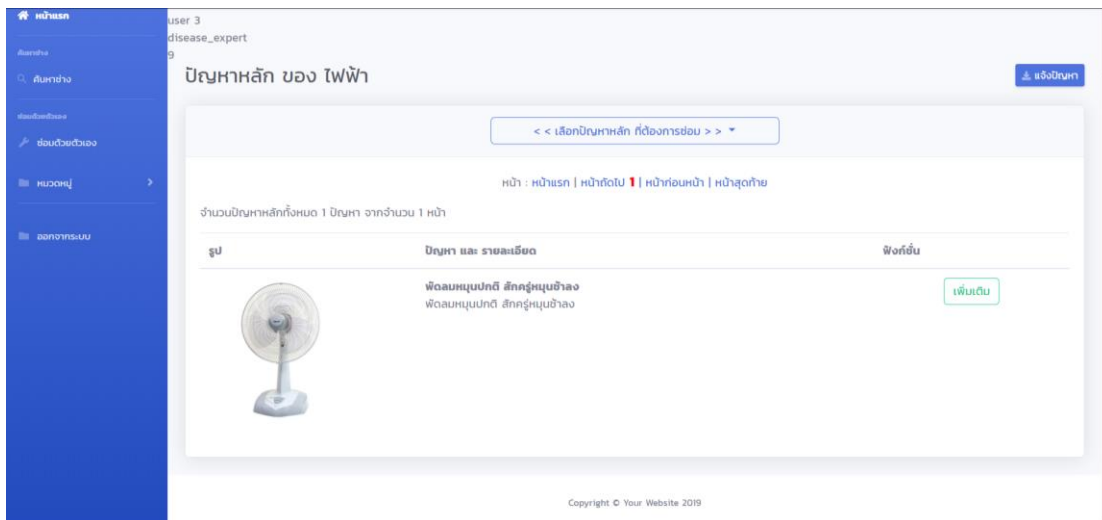 หน้าแรก
user 3
disease_expert
9
ค้นหาช่าง
ค้นหาช่าง
ปัญหาหลัก ของ ไฟฟ้า
แจ้งปัญหา
ซ่อมด้วยตัวเอง
ซ่อมด้วยตัวเอง
< < เลือกปัญหาหลัก ที่ต้องการซ่อม > >
หมวดหมู่
หน้า : หน้าแรก | หน้าถัดไป 1 | หน้าก่อนหน้า | หน้าสุดท้าย
จำนวนปัญหาหลักทั้งหมด 1 ปัญหา จากจำนวน 1 หน้า
ออกจากระบบ
รูป ปัญหา และ รายละเอียด ฟังก์ชั่น
พัดลมหมุนปกติ สักครู่หมุนช้าลง
เพิ่มเติม
พัดลมหมุนปกติ สักครู่หมุนช้าลง
Copyright © Your Website 2019